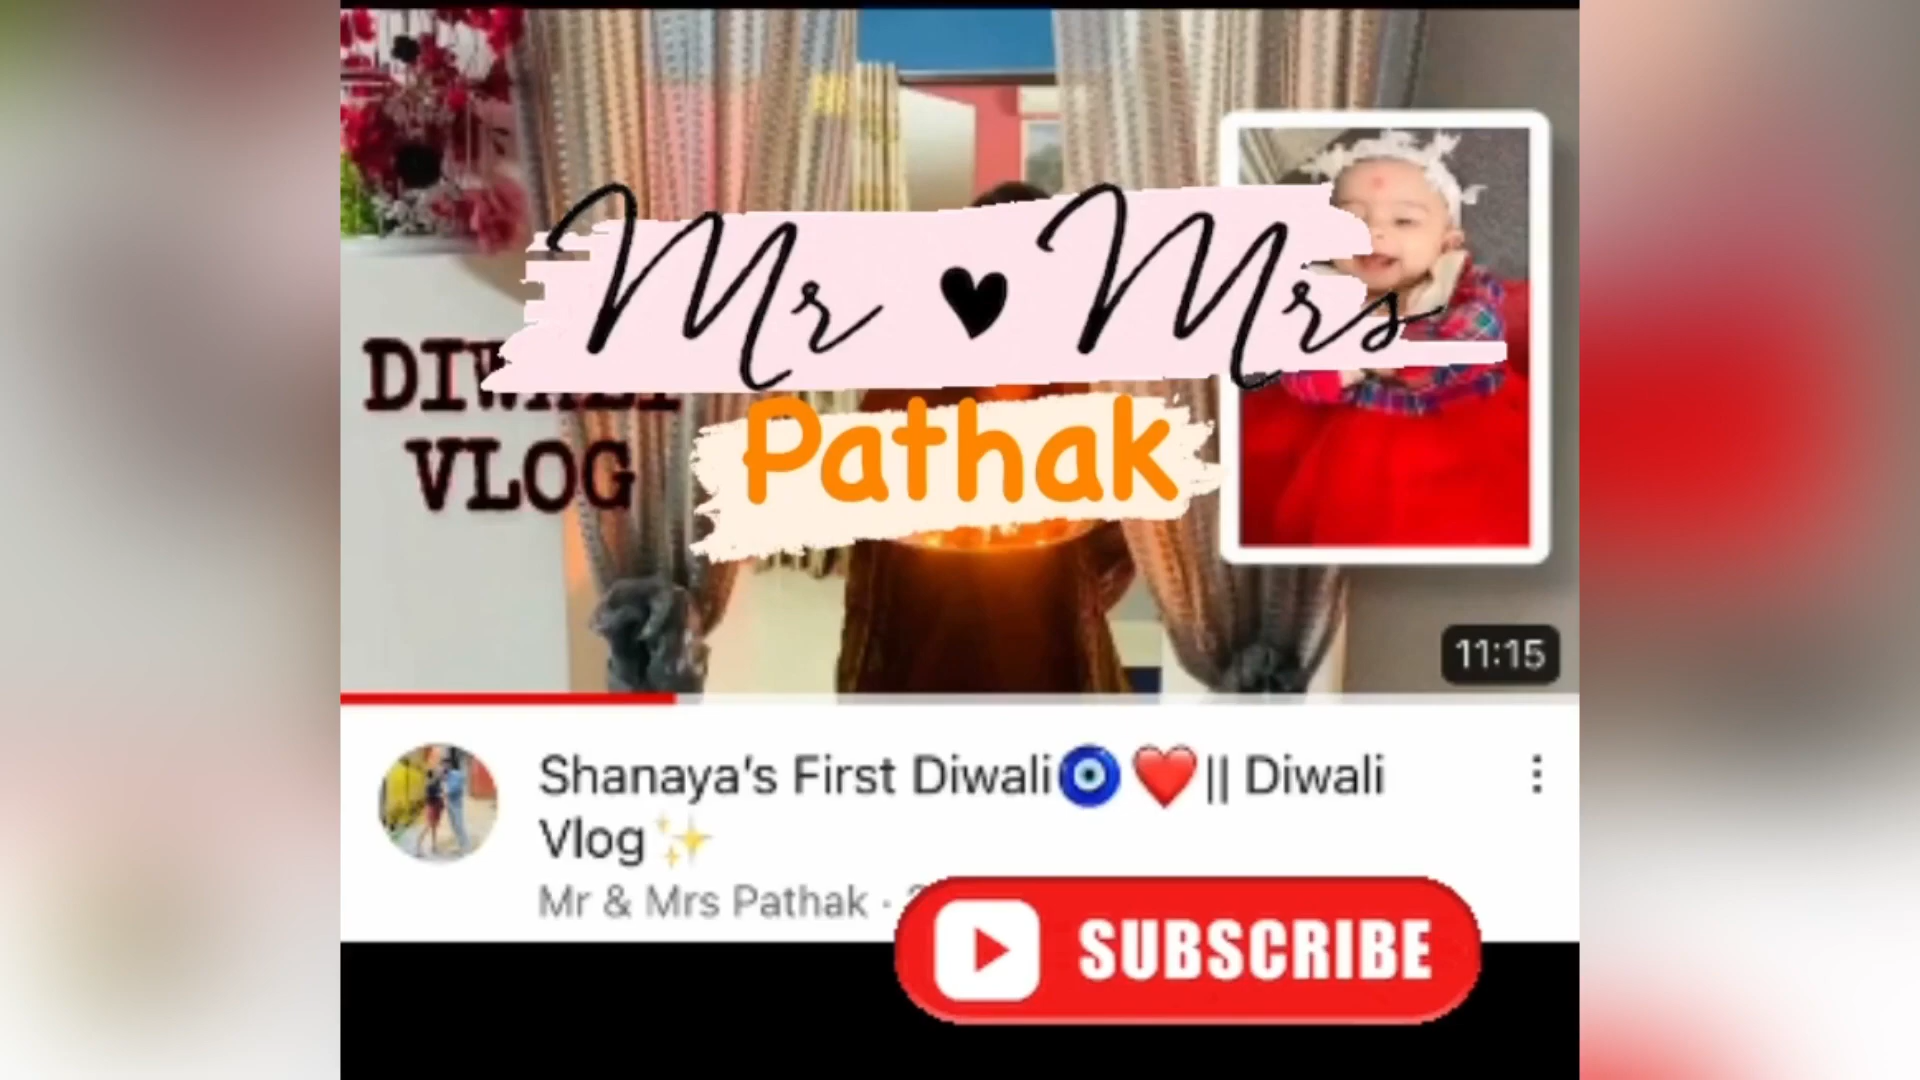 Mr ♥ Mrs
Pathak
DIWALI
VLOG
11:15
Shanaya's First Diwali🧿❤️|| Diwali
Vlog✨
Mr & Mrs Pathak ·
SUBSCRIBE